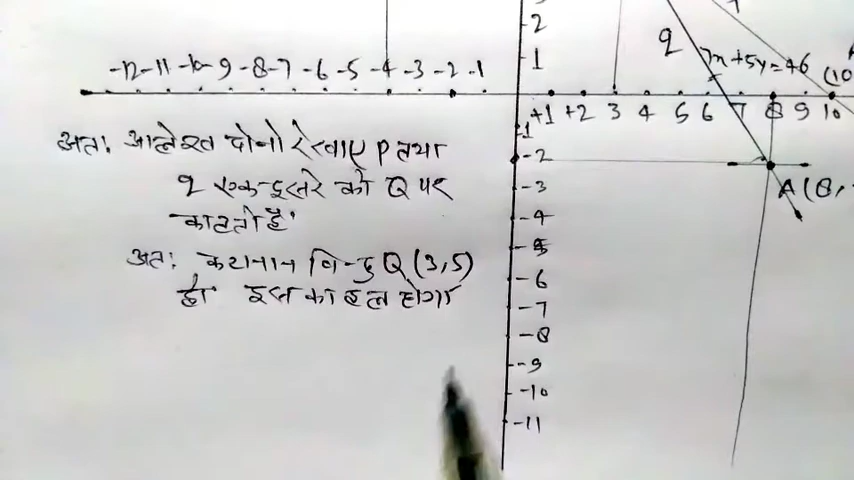 2
1
q
7x+5y=46
(10
-12 -11 -10 -9 -8 -7 -6 -5 -4 -3 -2 -1
+1 +2 3 4 5 6 7 8 9 10
-1
-2
-3
-4
-5
-6
-7
-8
-9
-10
-11
A(8,
अतः आलेख दोनो रेखाए p तथा
q एक-दुसरे को Q पर
काटतो है
अतः कटानान विन्दु Q (3,5)
ही इस का हल होगा